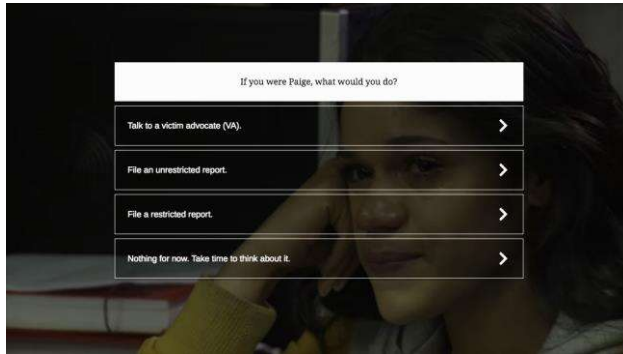 If you were Paige, what would you do?
Talk to a victim advocate (VA).
File an unrestricted report.
File a restricted report.
Nothing for now. Take time to think about it.